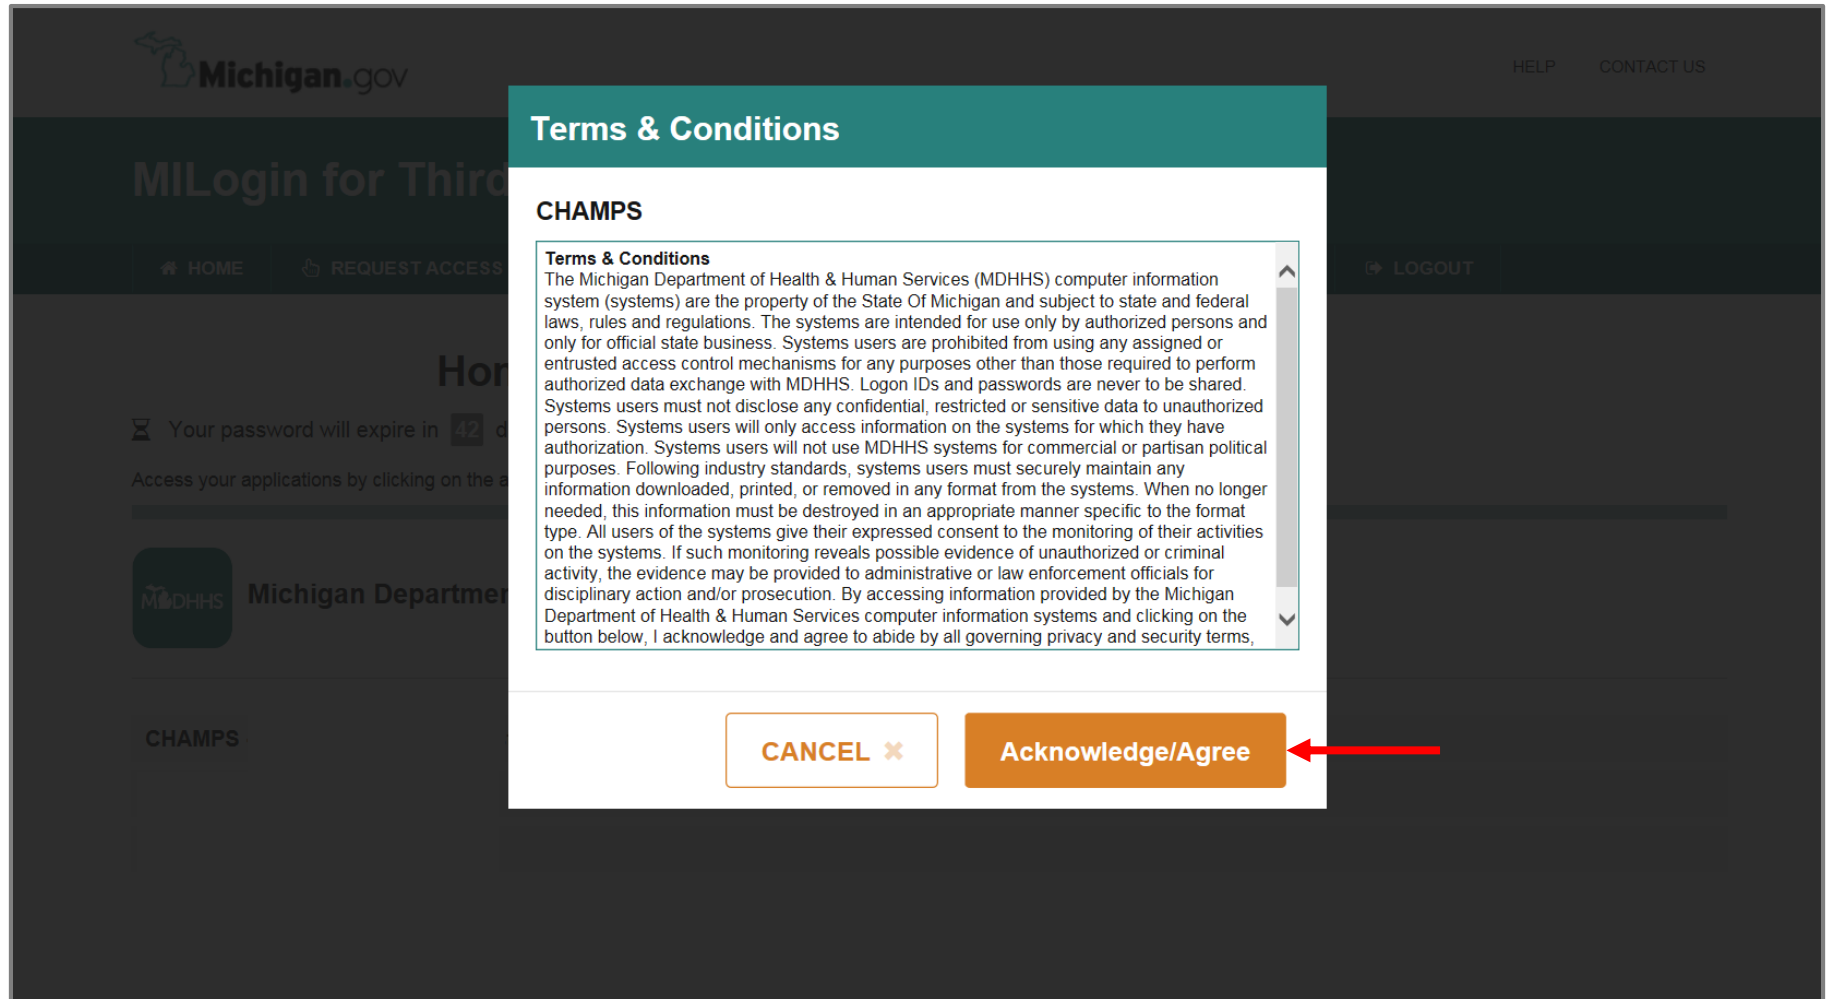 Michigan.gov
HELP CONTACT US
Terms & Conditions
MILogin for Third
CHAMPS
HOME REQUEST ACCESS LOGOUT
Terms & Conditions
The Michigan Department of Health & Human Services (MDHHS) computer information
system (systems) are the property of the State Of Michigan and subject to state and federal
laws, rules and regulations. The systems are intended for use only by authorized persons and
only for official state business. Systems users are prohibited from using any assigned or
entrusted access control mechanisms for any purposes other than those required to perform
authorized data exchange with MDHHS. Logon IDs and passwords are never to be shared.
Systems users must not disclose any confidential, restricted or sensitive data to unauthorized
persons. Systems users will only access information on the systems for which they have
authorization. Systems users will not use MDHHS systems for commercial or partisan political
purposes. Following industry standards, systems users must securely maintain any
information downloaded, printed, or removed in any format from the systems. When no longer
needed, this information must be destroyed in an appropriate manner specific to the format
type. All users of the systems give their expressed consent to the monitoring of their activities
on the systems. If such monitoring reveals possible evidence of unauthorized or criminal
activity, the evidence may be provided to administrative or law enforcement officials for
disciplinary action and/or prosecution. By accessing information provided by the Michigan
Department of Health & Human Services computer information systems and clicking on the
button below, I acknowledge and agree to abide by all governing privacy and security terms,
Hor
Your password will expire in 42 d
Access your applications by clicking on the a
MDHHS Michigan Departmen
CANCEL Acknowledge/Agree
CHAMPS